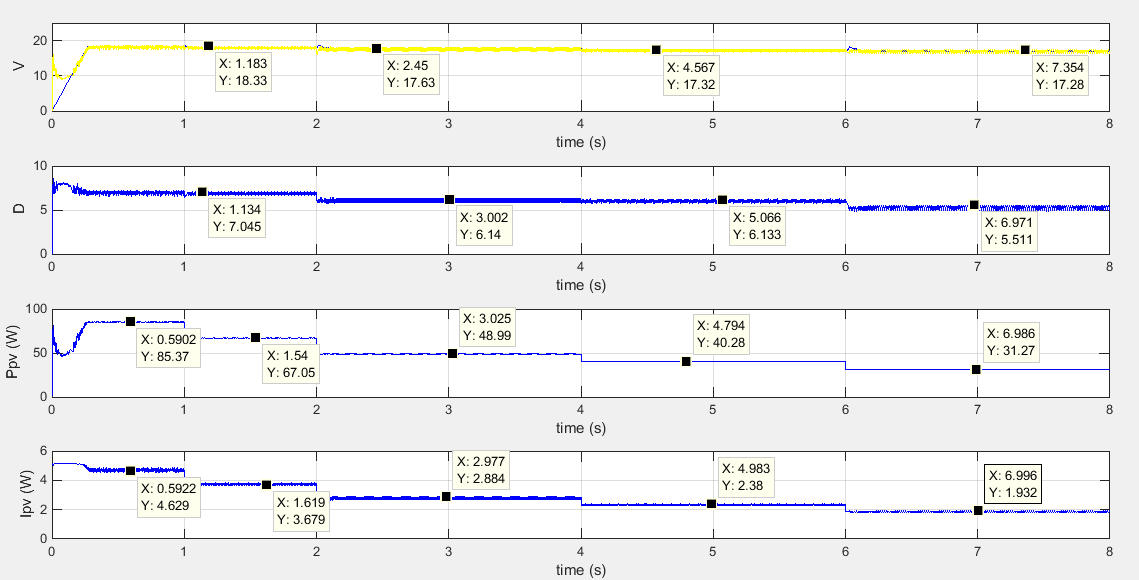 20
10
0
V
X: 1.183
Y: 18.33
X: 2.45
Y: 17.63
X: 4.567
Y: 17.32
X: 7.354
Y: 17.28
0 1 2 3 4 5 6 7 8
time (s)
10
5
0
D
X: 1.134
Y: 7.045
X: 3.002
Y: 6.14
X: 5.066
Y: 6.133
X: 6.971
Y: 5.511
0 1 2 3 4 5 6 7 8
time (s)
100
50
0
Ppv (W)
X: 0.5902
Y: 85.37
X: 1.54
Y: 67.05
X: 3.025
Y: 48.99
X: 4.794
Y: 40.28
X: 6.986
Y: 31.27
0 1 2 3 4 5 6 7 8
time (s)
6
4
2
0
Ipv (W)
X: 0.5922
Y: 4.629
X: 1.619
Y: 3.679
X: 2.977
Y: 2.884
X: 4.983
Y: 2.38
X: 6.996
Y: 1.932
0 1 2 3 4 5 6 7 8
time (s)